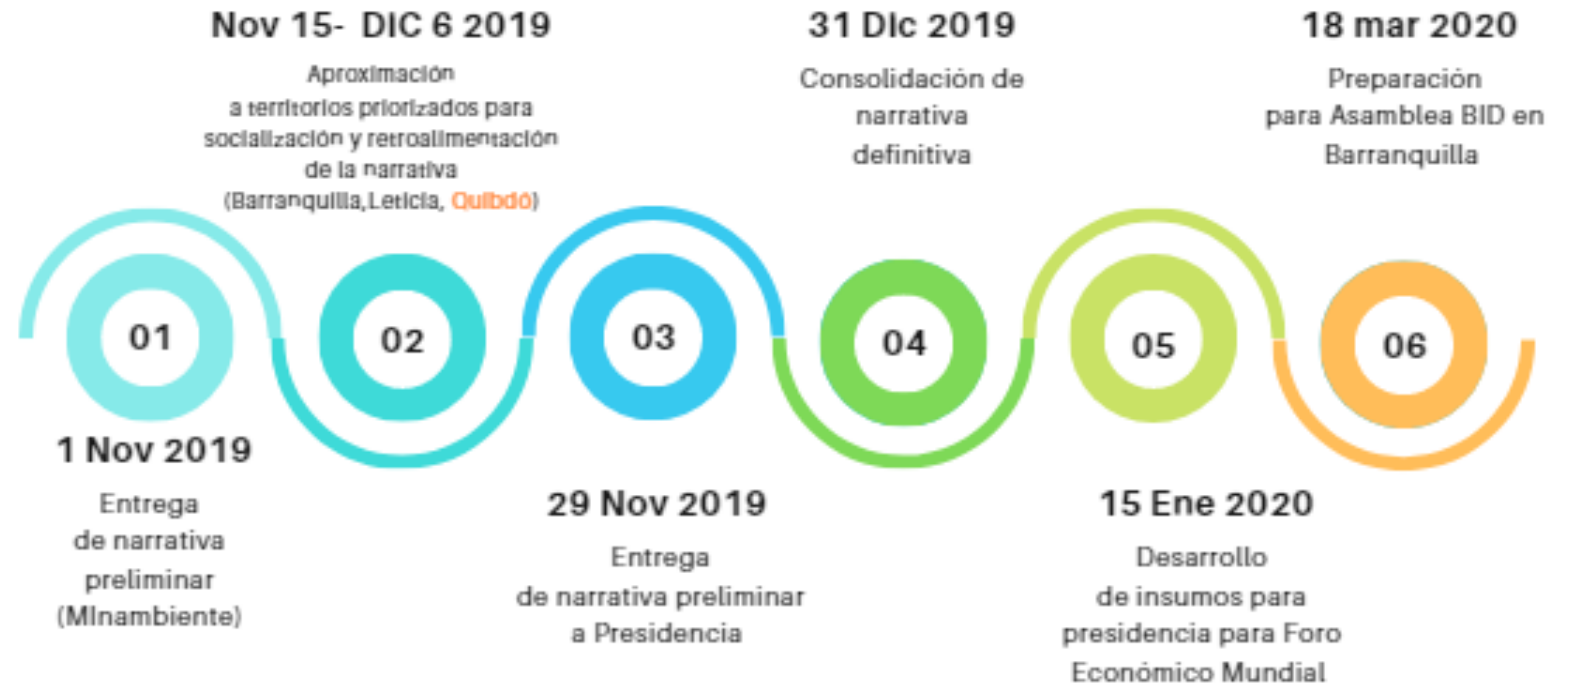 Nov 15- DIC 6 2019
Aproximación
a territorios priorizados para
socialización y retroalimentación
de la narrativa
(Barranquilla,Leticia, Quibdó)
31 Dic 2019
Consolidación de
narrativa
definitiva
18 mar 2020
Preparación
para Asamblea BID en
Barranquilla
01
02
03
04
05
06
1 Nov 2019
Entrega
de narrativa
preliminar
(MInambiente)
29 Nov 2019
Entrega
de narrativa preliminar
a Presidencia
15 Ene 2020
Desarrollo
de insumos para
presidencia para Foro
Económico Mundial